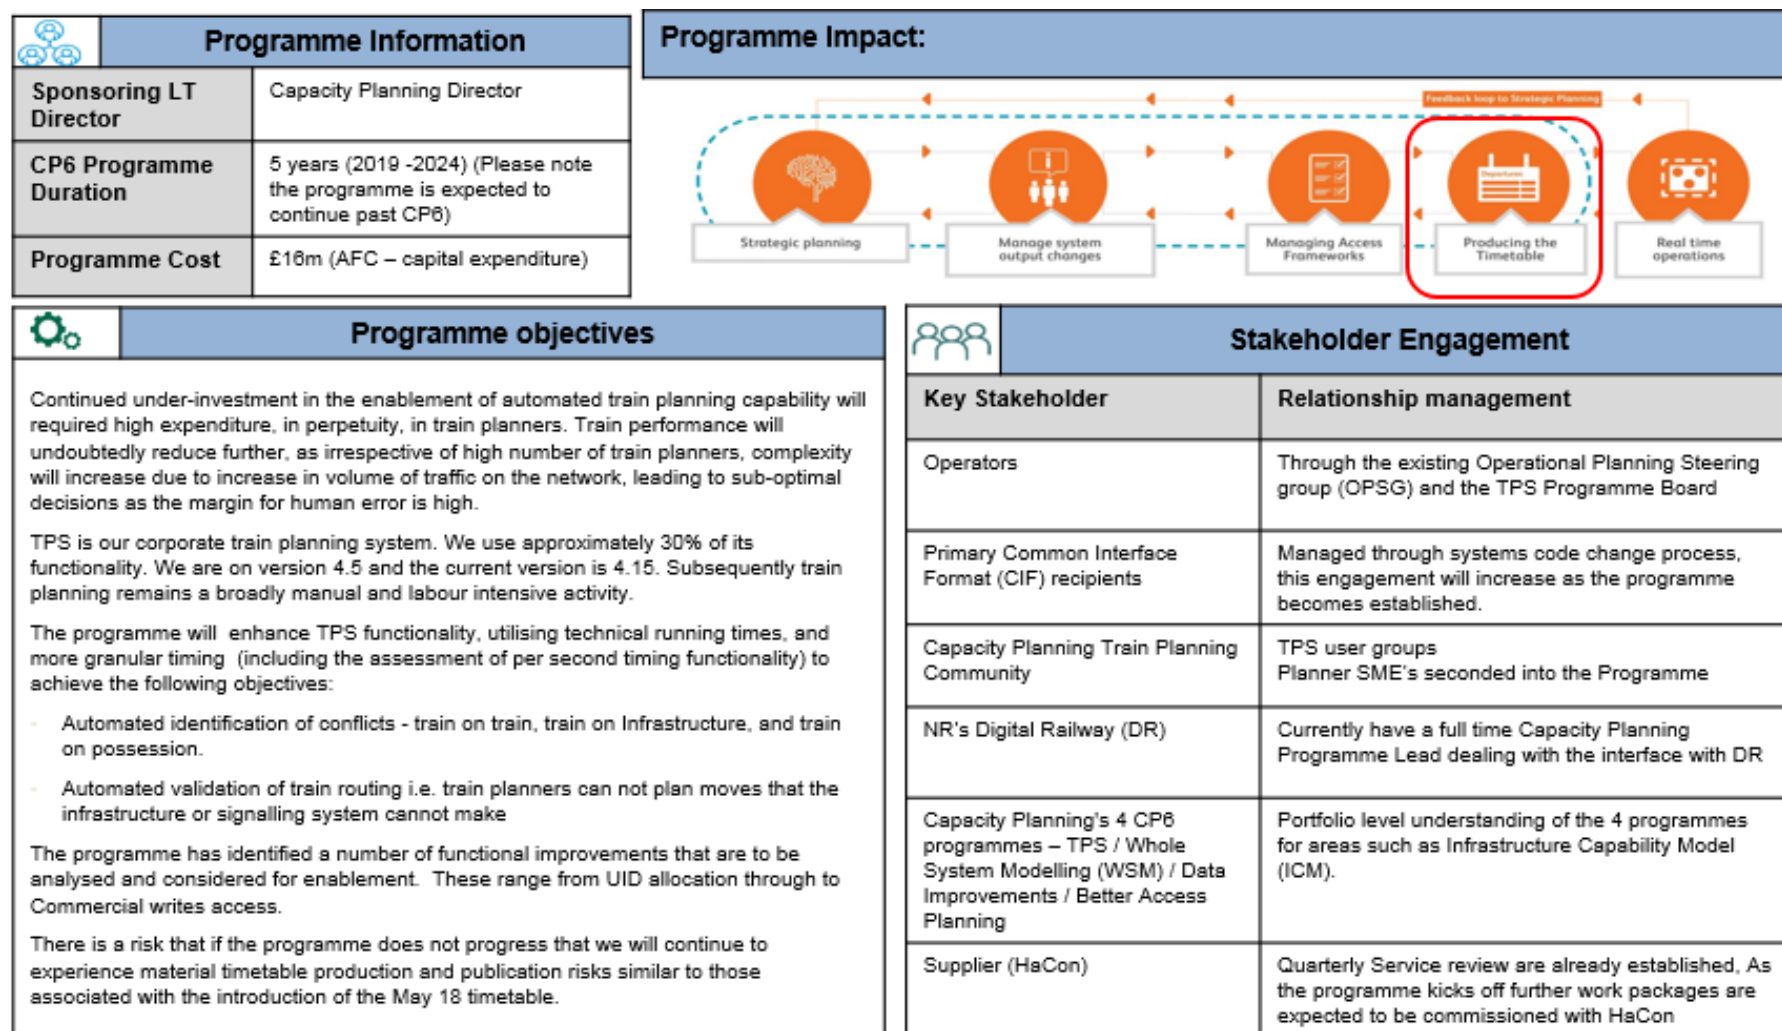 Programme Information
Sponsoring LT
Director
Capacity Planning Director
CP6 Programme
Duration
5 years (2019 -2024) (Please note
the programme is expected to
continue past CP6)
Programme Cost
£16m (AFC – capital expenditure)
Programme Impact:
Feedback loop to Strategic Planning
Strategic planning
Manage system
output changes
Managing Access
Frameworks
Departures
Producing the
Timetable
Real time
operations
Programme objectives
Continued under-investment in the enablement of automated train planning capability will
required high expenditure, in perpetuity, in train planners. Train performance will
undoubtedly reduce further, as irrespective of high number of train planners, complexity
will increase due to increase in volume of traffic on the network, leading to sub-optimal
decisions as the margin for human error is high.
TPS is our corporate train planning system. We use approximately 30% of its
functionality. We are on version 4.5 and the current version is 4.15. Subsequently train
planning remains a broadly manual and labour intensive activity.
The programme will enhance TPS functionality, utilising technical running times, and
more granular timing (including the assessment of per second timing functionality) to
achieve the following objectives:
- Automated identification of conflicts - train on train, train on Infrastructure, and train
on possession.
- Automated validation of train routing i.e. train planners can not plan moves that the
infrastructure or signalling system cannot make
The programme has identified a number of functional improvements that are to be
analysed and considered for enablement. These range from UID allocation through to
Commercial writes access.
There is a risk that if the programme does not progress that we will continue to
experience material timetable production and publication risks similar to those
associated with the introduction of the May 18 timetable.
Stakeholder Engagement
Key Stakeholder
Relationship management
Operators
Through the existing Operational Planning Steering
group (OPSG) and the TPS Programme Board
Primary Common Interface
Format (CIF) recipients
Managed through systems code change process,
this engagement will increase as the programme
becomes established.
Capacity Planning Train Planning
Community
TPS user groups
Planner SME's seconded into the Programme
NR's Digital Railway (DR)
Currently have a full time Capacity Planning
Programme Lead dealing with the interface with DR
Capacity Planning's 4 CP6
programmes – TPS / Whole
System Modelling (WSM) / Data
Improvements / Better Access
Planning
Portfolio level understanding of the 4 programmes
for areas such as Infrastructure Capability Model
(ICM).
Supplier (HaCon)
Quarterly Service review are already established, As
the programme kicks off further work packages are
expected to be commissioned with HaCon